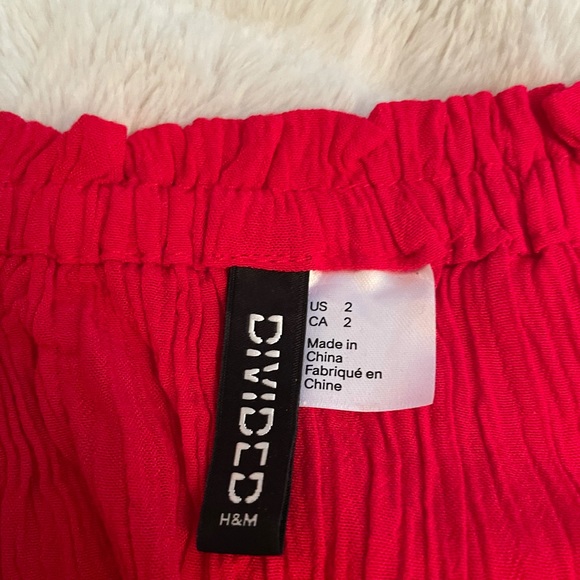 DIVIDED
H&M
US 2
CA 2
Made in
China
Fabriqué en
Chine